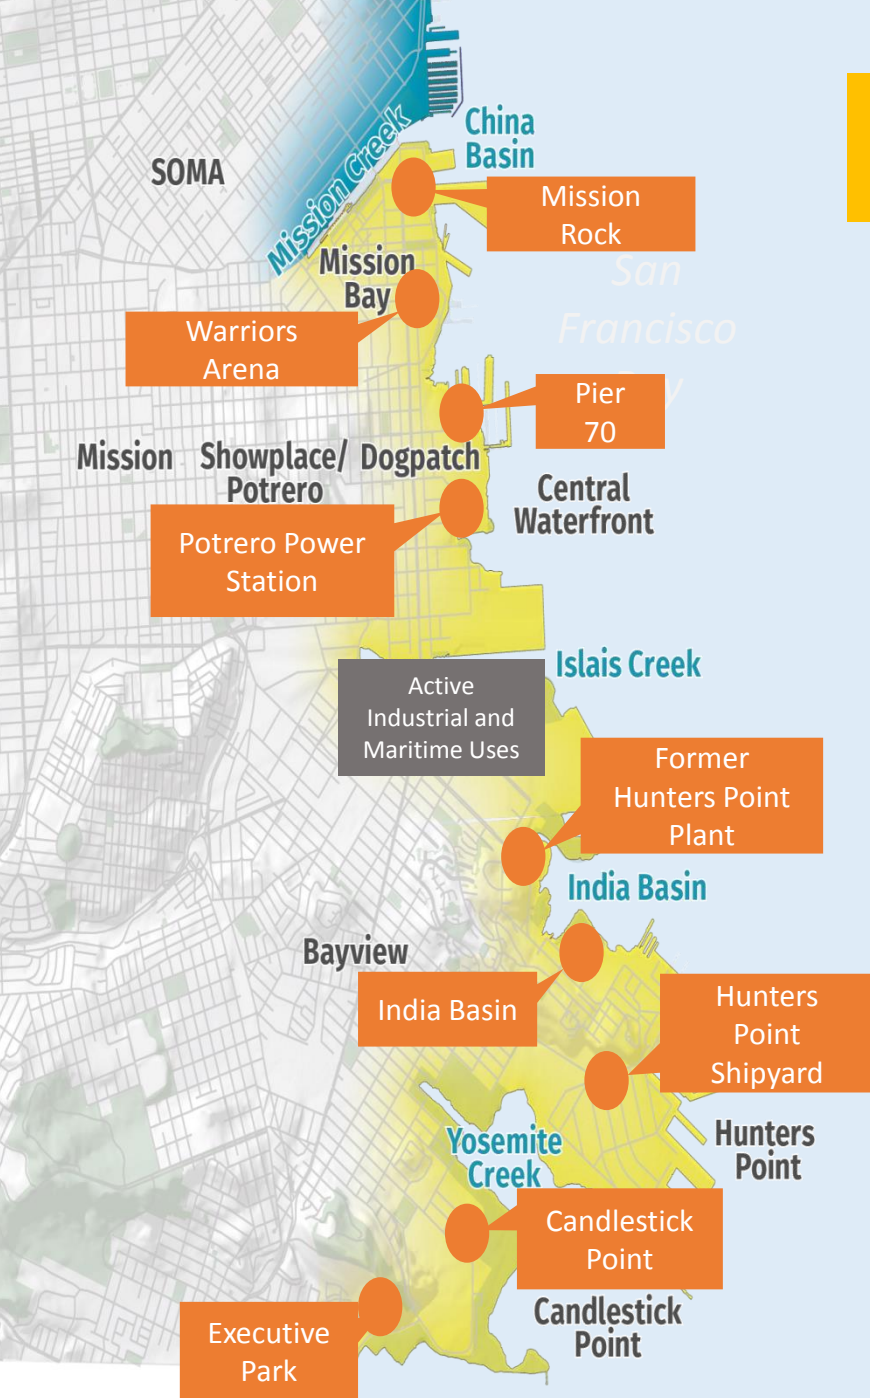 China
Basin
SOMA
Mission Creek
Mission
Rock
Mission
Bay
San
Francisco
Warriors
Arena
Pier
70
Mission
Showplace/
Potrero
Dogpatch
Central
Waterfront
Potrero Power
Station
Islais Creek
Active
Industrial and
Maritime Uses
Former
Hunters Point
Plant
India Basin
Bayview
India Basin
Hunters
Point
Shipyard
Yosemite
Creek
Hunters
Point
Candlestick
Point
Candlestick
Point
Executive
Park